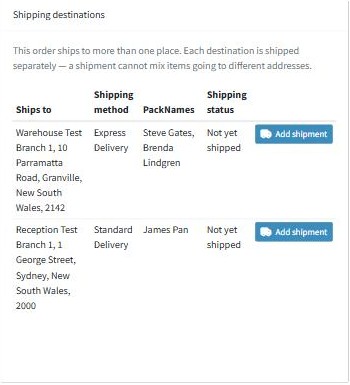 Shipping destinations
This order ships to more than one place. Each destination is shipped
separately — a shipment cannot mix items going to different addresses.
Ships to
Shipping
method
PackNames
Shipping
status
Warehouse Test
Branch 1, 10
Parramatta
Road, Granville,
New South
Wales, 2142
Express
Delivery
Steve Gates,
Brenda
Lindgren
Not yet
shipped
Add shipment
Reception Test
Branch 1, 1
George Street,
Sydney, New
South Wales,
2000
Standard
Delivery
James Pan
Not yet
shipped
Add shipment